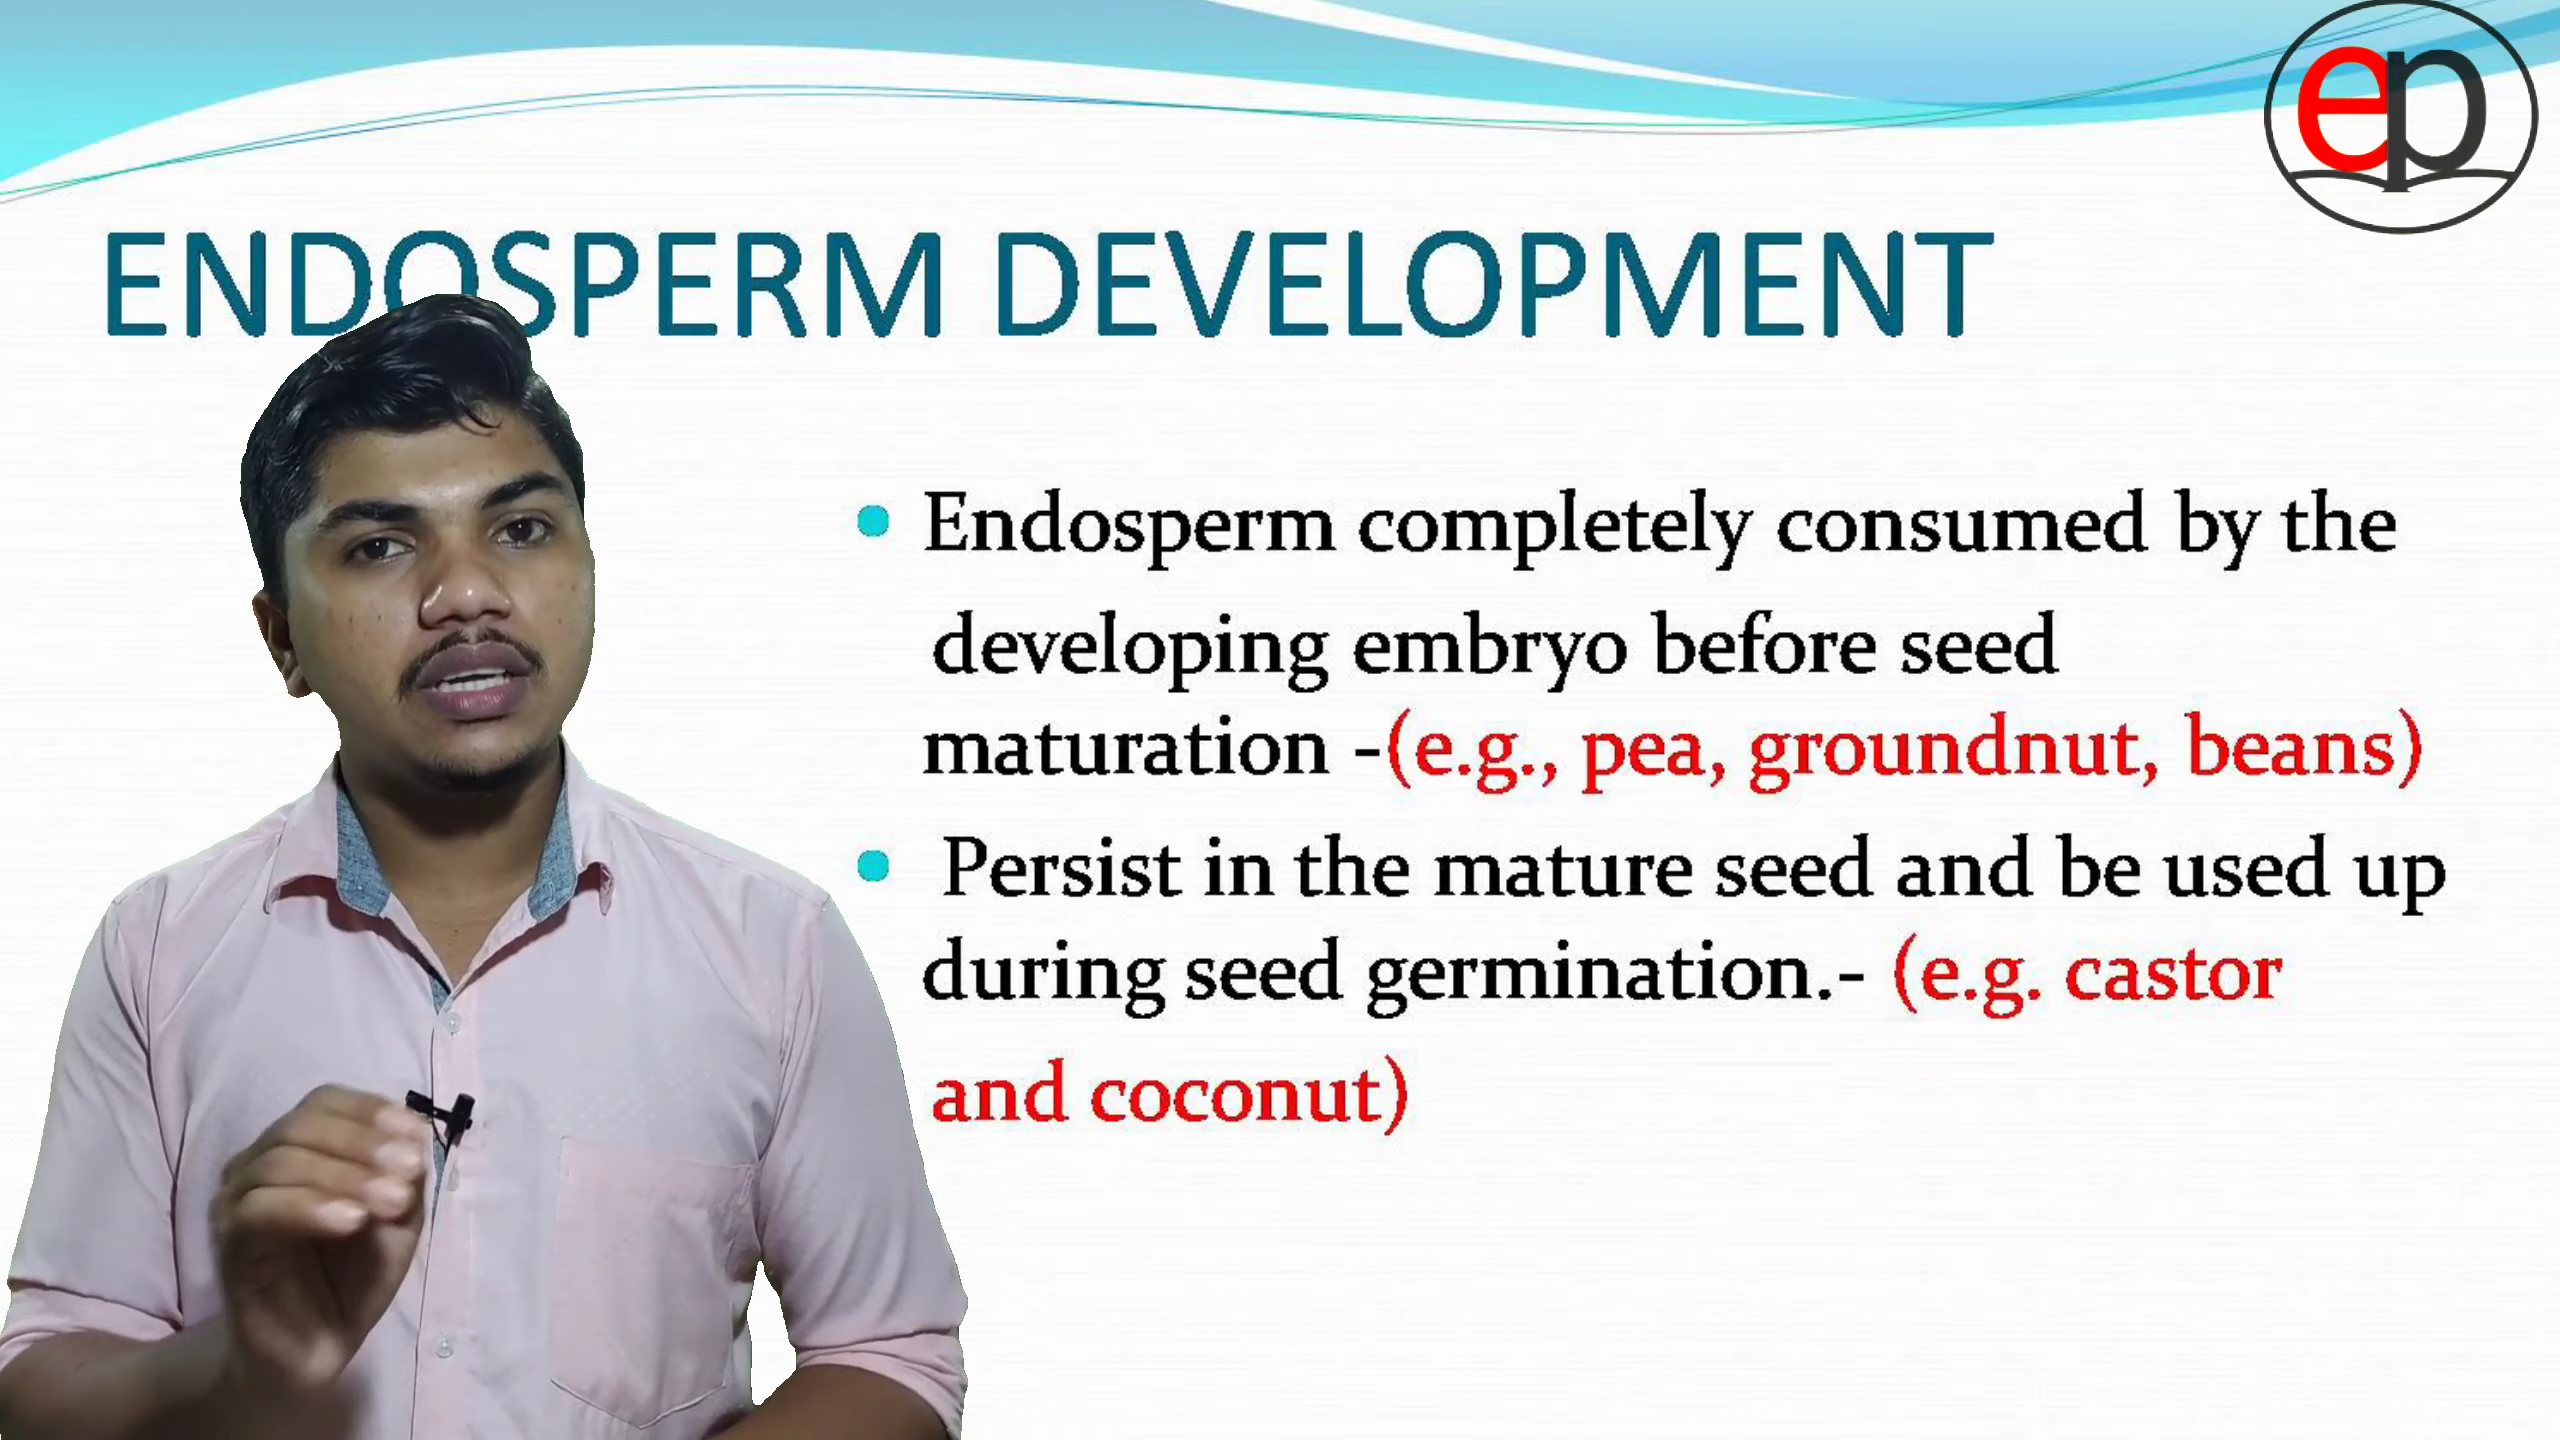 ep
ENDOSPERM DEVELOPMENT
• Endosperm completely consumed by the
developing embryo before seed
maturation -(e.g., pea, groundnut, beans)
• Persist in the mature seed and be used up
during seed germination.- (e.g. castor
and coconut)